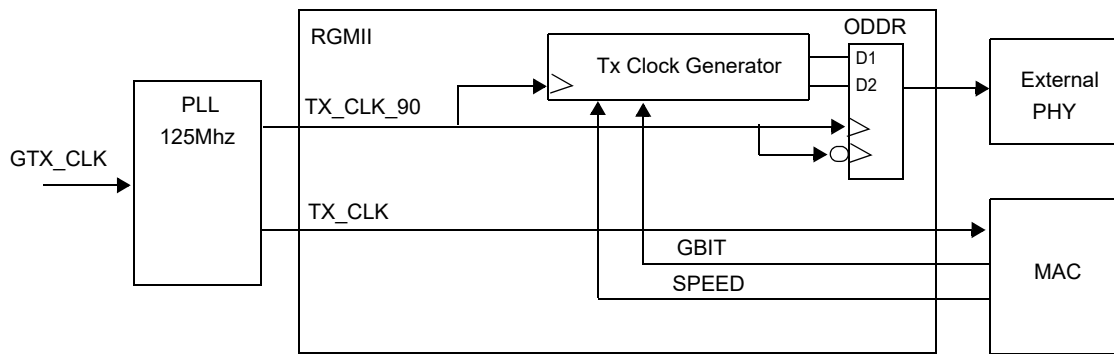 RGMII
ODDR
Tx Clock Generator
D1
D2
External
PHY
PLL
125Mhz
TX_CLK_90
GTX_CLK
TX_CLK
GBIT
SPEED
MAC